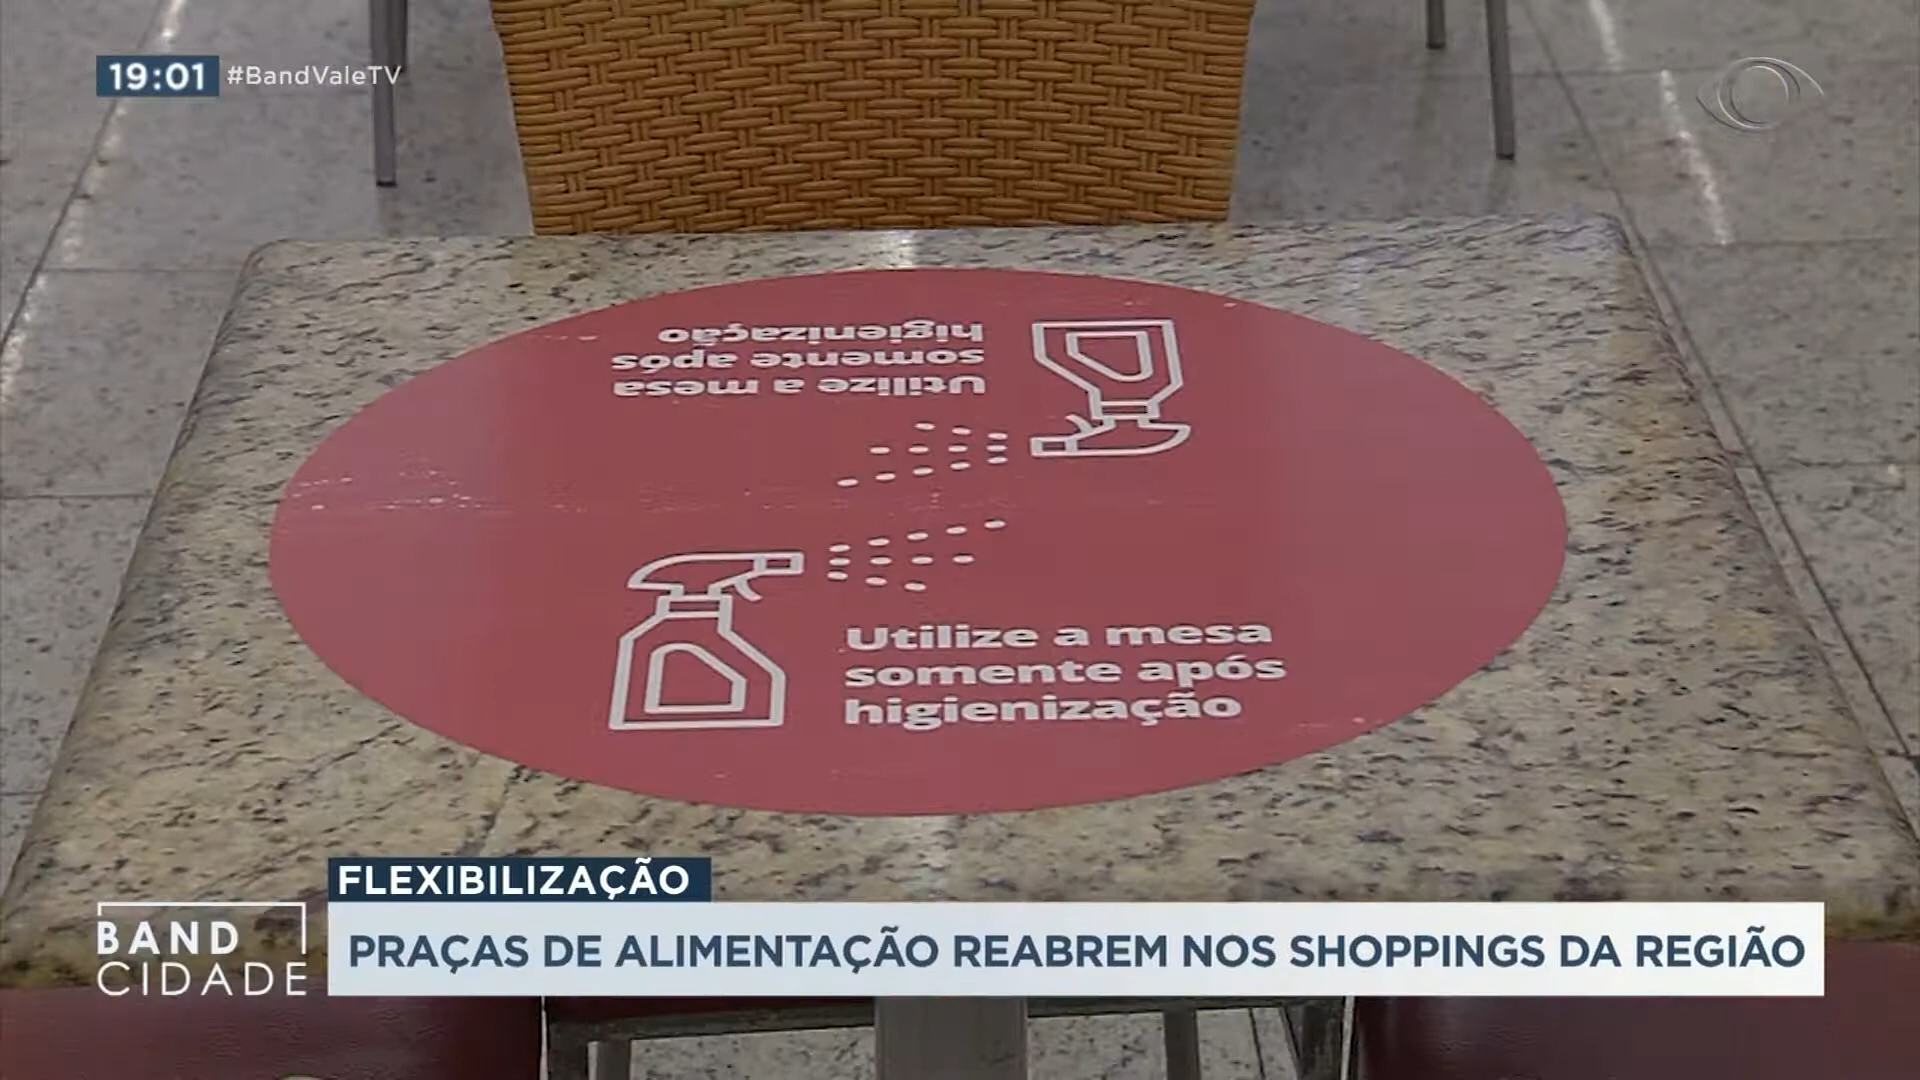 19:01 #BandValeTV
Utilize a mesa
somente após
higienização
Utilize a mesa
somente após
higienização
FLEXIBILIZAÇÃO
BAND
CIDADE
PRAÇAS DE ALIMENTAÇÃO REABREM NOS SHOPPINGS DA REGIÃO